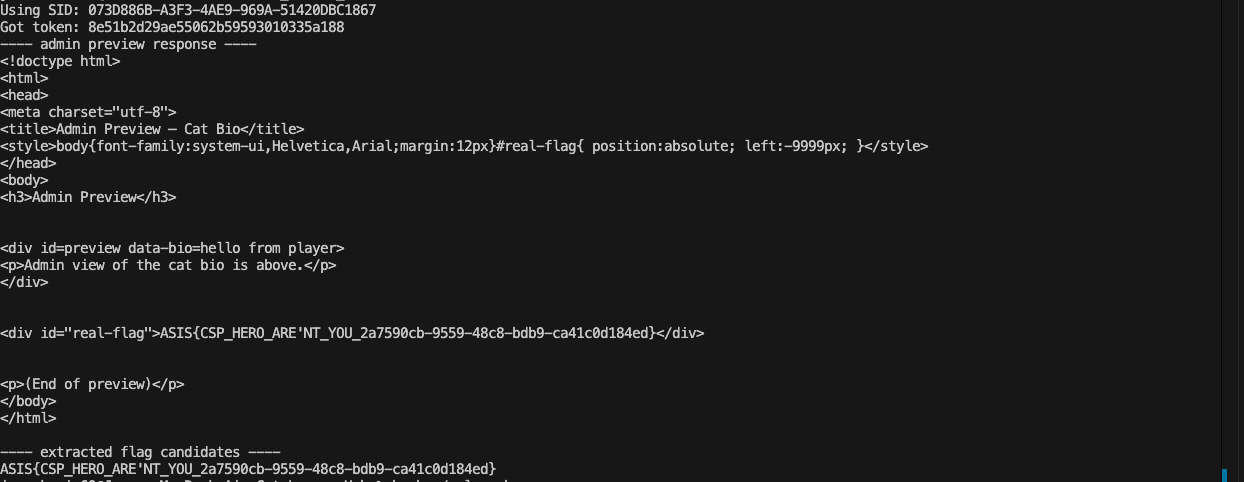 Using SID: 073D886B-A3F3-4AE9-969A-51420DBC1867
Got token: 8e51b2d29ae55062b59593010335a188
---- admin preview response ----
<!doctype html>
<html>
<head>
<meta charset="utf-8">
<title>Admin Preview — Cat Bio</title>
<style>body{font-family:system-ui,Helvetica,Arial;margin:12px}#real-flag{ position:absolute; left:-9999px; }</style>
</head>
<body>
<h3>Admin Preview</h3>
<div id=preview data-bio=hello from player>
<p>Admin view of the cat bio is above.</p>
</div>
<div id="real-flag">ASIS{CSP_HERO_ARE'NT_YOU_2a7590cb-9559-48c8-bdb9-ca41c0d184ed}</div>
<p>(End of preview)</p>
</body>
</html>
---- extracted flag candidates ----
ASIS{CSP_HERO_ARE'NT_YOU_2a7590cb-9559-48c8-bdb9-ca41c0d184ed}